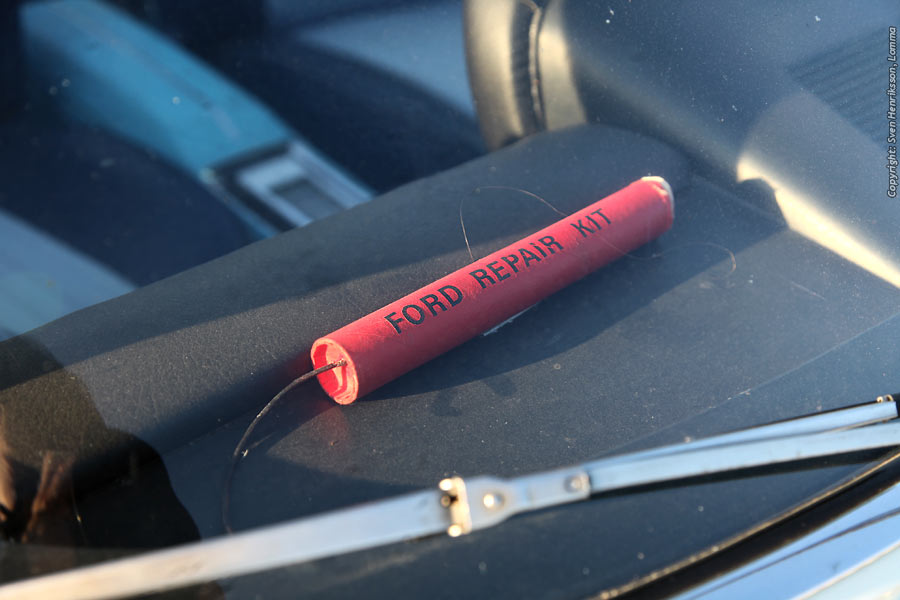 FORD REPAIR KIT
Copyright: Sven Henriksson, Lomma